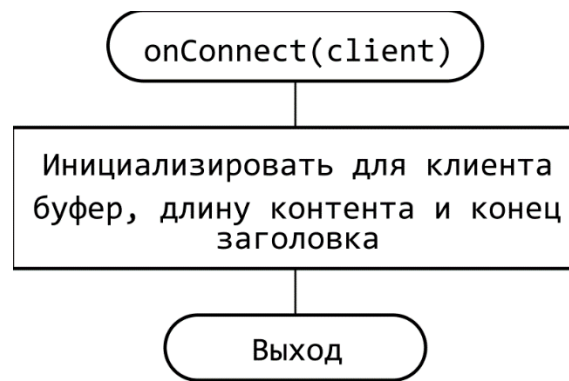 onConnect(client)
Инициализировать для клиента
буфер, длину контента и конец
заголовка
Выход